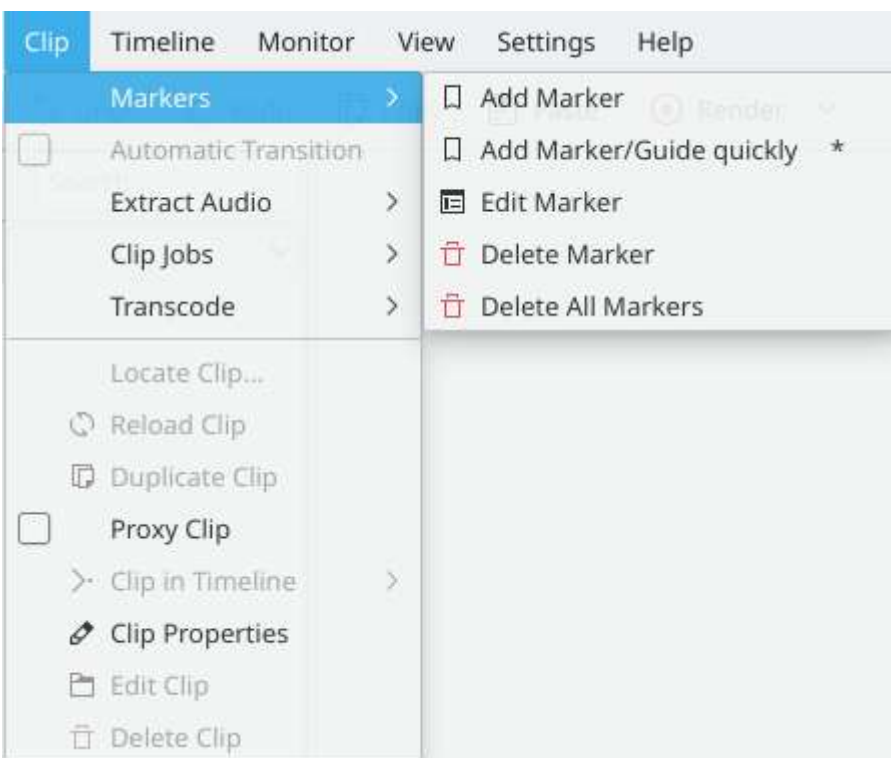 Clip Timeline Monitor View Settings Help
Markers > Add Marker
Automatic Transition Add Marker/Guide quickly *
Extract Audio > Edit Marker
Clip Jobs > Delete Marker
Transcode > Delete All Markers
Locate Clip...
Reload Clip
Duplicate Clip
Proxy Clip
Clip in Timeline >
Clip Properties
Edit Clip
Delete Clip